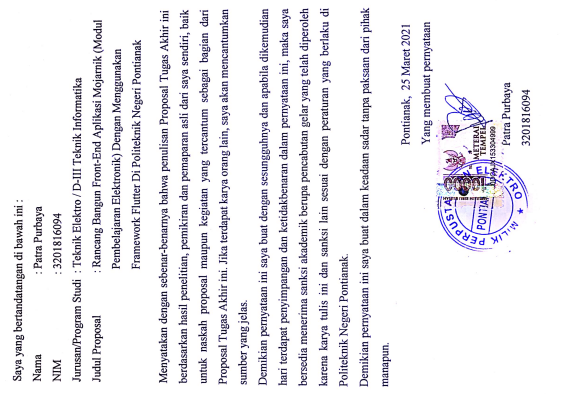 Saya yang bertandatangan di bawah ini :
Nama : Patra Purbaya
NIM : 3201816094
Jurusan/Program Studi : Teknik Elektro / D-III Teknik Informatika
Judul Proposal : Rancang Bangun Front-End Aplikasi Mojarnik (Modul
Pembelajaran Elektronik) Dengan Menggunakan
Framework Flutter Di Politeknik Negeri Pontianak
Menyatakan dengan sebenar-benarnya bahwa penulisan Proposal Tugas Akhir ini
berdasarkan hasil penelitian, pemikiran dan pemaparan asli dari saya sendiri, baik
untuk naskah proposal maupun kegiatan yang tercantum sebagai bagian dari
Proposal Tugas Akhir ini. Jika terdapat karya orang lain, saya akan mencantumkan
sumber yang jelas.
Demikian pernyataan ini saya buat dengan sesungguhnya dan apabila dikemudian
hari terdapat penyimpangan dan ketidakbenaran dalam pernyataan ini, maka saya
bersedia menerima sanksi akademik berupa pencabutan gelar yang telah diperoleh
karena karya tulis ini dan sanksi lain sesuai dengan peraturan yang berlaku di
Politeknik Negeri Pontianak.
Demikian pernyataan ini saya buat dalam keadaan sadar tanpa paksaan dari pihak
manapun.
Pontianak, 25 Maret 2021
Yang membuat pernyataan
METERAI
TEMPEL
MILIK PERPUSTA
N ELEKTRO
PONTIA
Patra Purbaya
3201816094